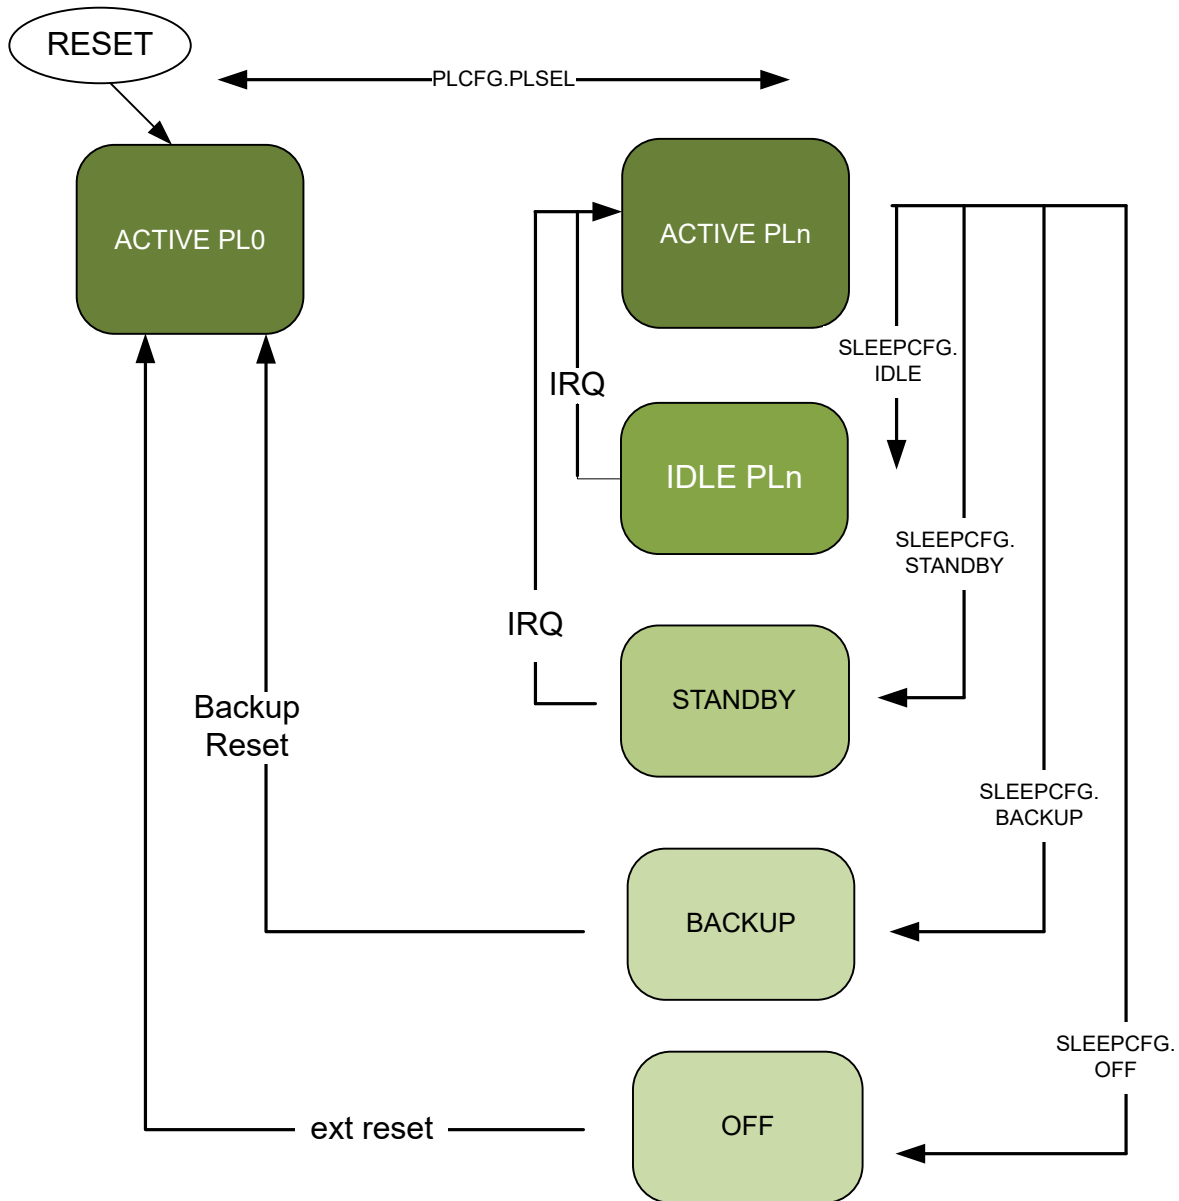 RESET
PLCFG.PLSEL
ACTIVE PL0
ACTIVE PLn
SLEEPCFG.
IDLE
IRQ
IDLE PLn
SLEEPCFG.
STANDBY
IRQ
STANDBY
Backup
Reset
SLEEPCFG.
BACKUP
BACKUP
SLEEPCFG.
OFF
ext reset
OFF